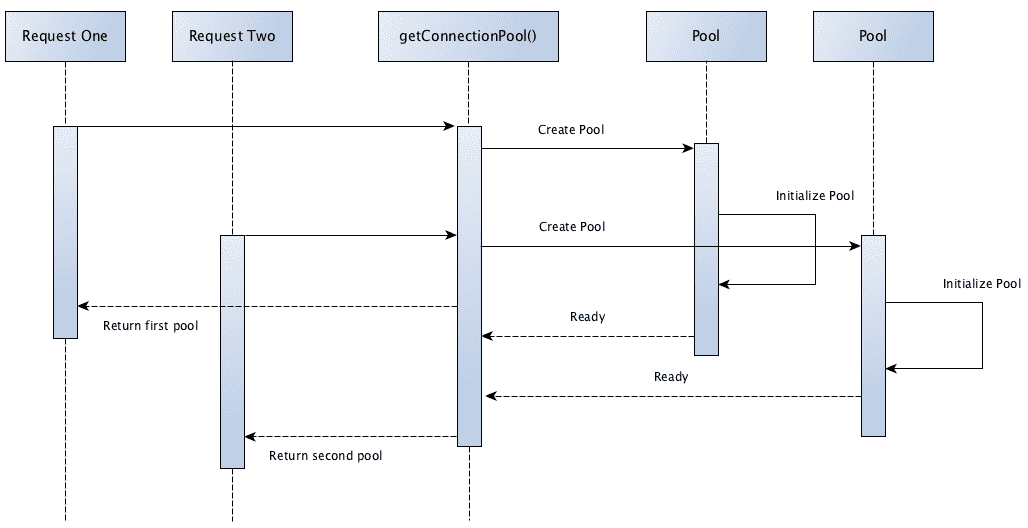 Request One
Request Two
getConnectionPool()
Pool
Pool
Create Pool
Initialize Pool
Create Pool
Initialize Pool
Return first pool
Ready
Ready
Return second pool